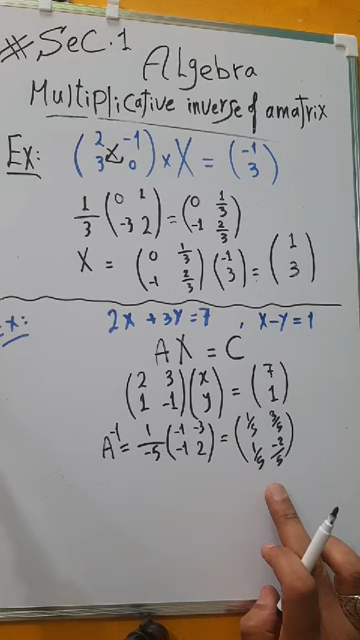 # SeC. 1
Algebra
Multiplicative inverse of a matrix
Ex: (2 -1 / 3 0) × X = (-1 / 3)
1/3 (0 1 / -3 2) = (0 1/3 / -1 2/3)
X = (0 1/3 / -1 2/3) (-1 / 3) = (1 / 3)
Ex: 2X + 3Y = 7 , X - Y = 1
AX = C
(2 3 / 1 -1) (x / y) = (7 / 1)
A⁻¹ = 1/-5 (-1 -3 / -1 2) = (1/5 3/5 / 1/5 -2/5)